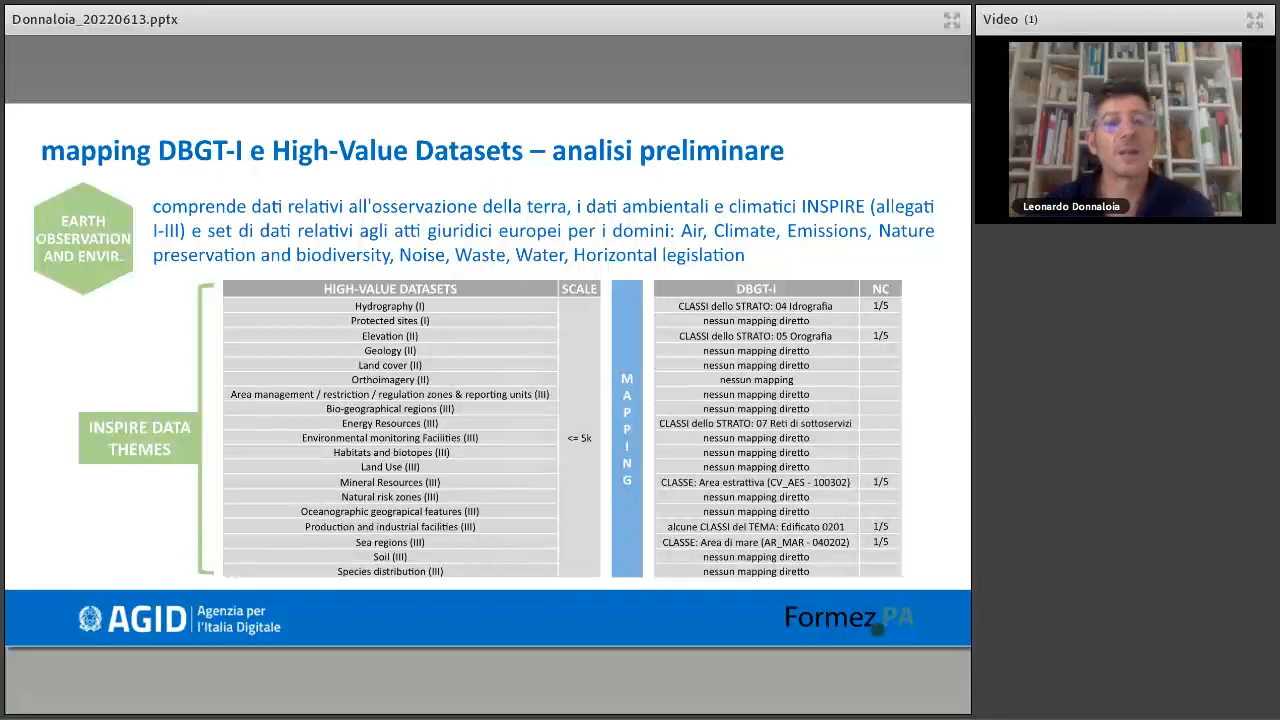 Donnaloia_20220613.pptx
Video (1)
Leonardo Donnaloia
mapping DBGT-I e High-Value Datasets – analisi preliminare
EARTH
OBSERVATION
AND ENVIR.
comprende dati relativi all'osservazione della terra, i dati ambientali e climatici INSPIRE (allegati
I-III) e set di dati relativi agli atti giuridici europei per i domini: Air, Climate, Emissions, Nature
preservation and biodiversity, Noise, Waste, Water, Horizontal legislation
INSPIRE DATA
THEMES
HIGH-VALUE DATASETS SCALE DBGT-i NC
Hydrography (I) CLASSI dello STRATO: 04 Idrografia 1/5
Protected sites (I) nessun mapping diretto
Elevation (II) CLASSI dello STRATO: 05 Orografia 1/5
Geology (II) nessun mapping diretto
Land cover (II) nessun mapping diretto
Orthoimagery (II) nessun mapping
Area management / restriction / regulation zones & reporting units (III) nessun mapping diretto
Bio-geographical regions (III) nessun mapping diretto
Energy Resources (III) CLASSI dello STRATO: 07 Reti di sottoservizi
Environmental monitoring Facilities (III) <= 5k nessun mapping diretto
Habitats and biotopes (III) nessun mapping diretto
Land Use (III) nessun mapping diretto
Mineral Resources (III) CLASSE: Area estrattiva (CV_AES - 100302) 1/5
Natural risk zones (III) nessun mapping diretto
Oceanographic geograpical features (III) nessun mapping diretto
Production and industrial facilities (III) alcune CLASSI del TEMA: Edificato 0201 1/5
Sea regions (III) CLASSE: Area di mare (AR_MAR - 040202) 1/5
Soil (III) nessun mapping diretto
Species distribution (III) nessun mapping diretto
MAPPING
AGID
Agenzia per
l'Italia Digitale
Formez PA